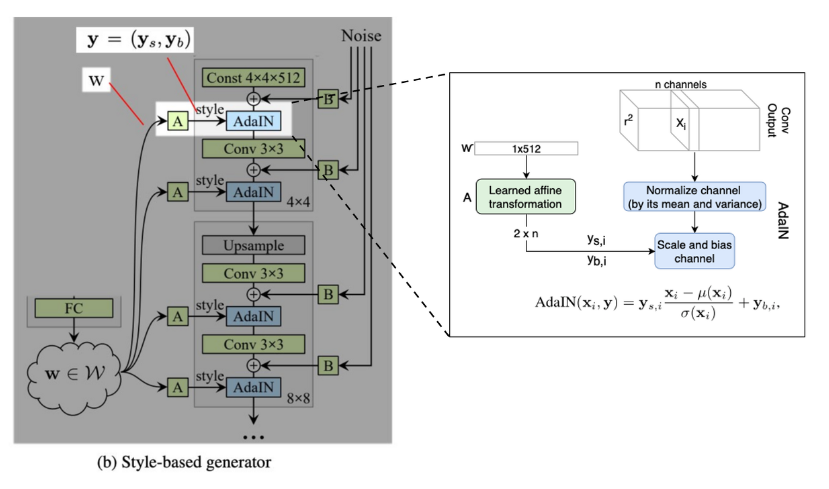 y = (y_s, y_b)
Noise
W
Const 4×4×512
B
style
A
AdaIN
Conv 3×3
B
style
A
AdaIN
4×4
Upsample
Conv 3×3
B
style
A
AdaIN
FC
Conv 3×3
B
w ∈ W
style
A
AdaIN
8×8
...
(b) Style-based generator
n channels
r²
X_i
Conv
Output
W
1x512
A
Learned affine
transformation
Normalize channel
(by its mean and variance)
AdaIN
2 x n
y_s,i
y_b,i
Scale and bias
channel
AdaIN(x_i, y) = y_s,i (x_i − μ(x_i)) / σ(x_i) + y_b,i,